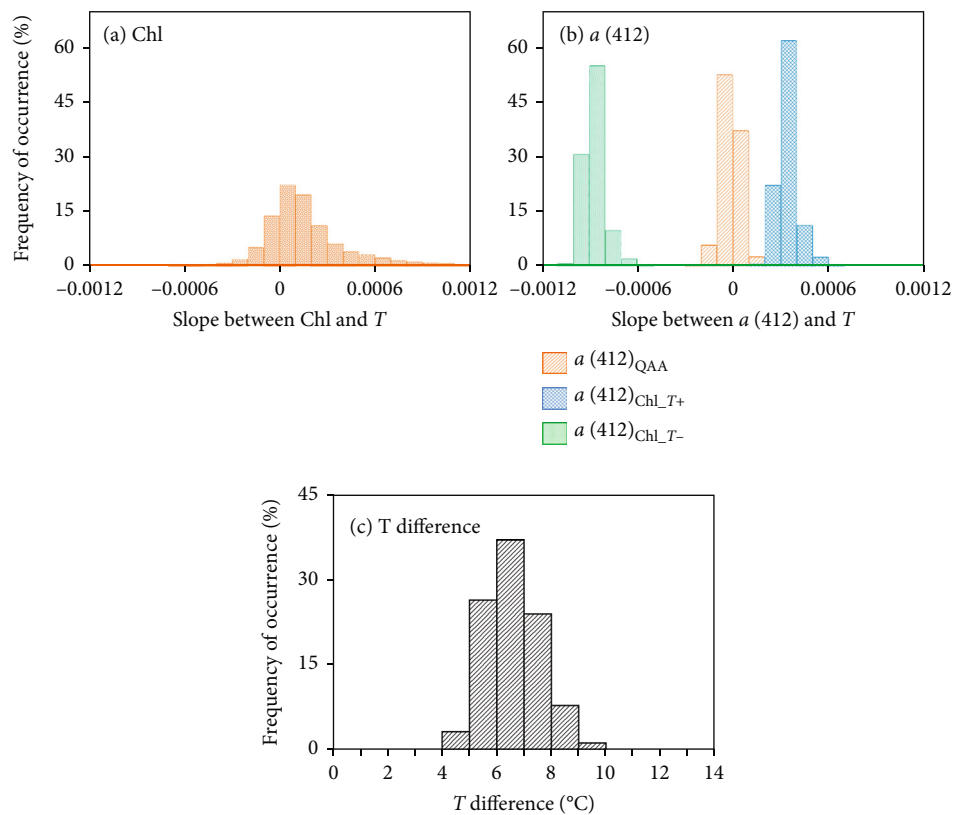 Frequency of occurrence (%)
60
45
30
15
0
(a) Chl
−0.0012
−0.0006
0
0.0006
0.0012
Slope between Chl and T
60
45
30
15
0
(b) a (412)
−0.0012
−0.0006
0
0.0006
0.0012
Slope between a (412) and T
a (412)QAA
a (412)Chl_T+
a (412)Chl_T−
Frequency of occurrence (%)
45
30
15
0
(c) T difference
0
2
4
6
8
10
12
14
T difference (°C)